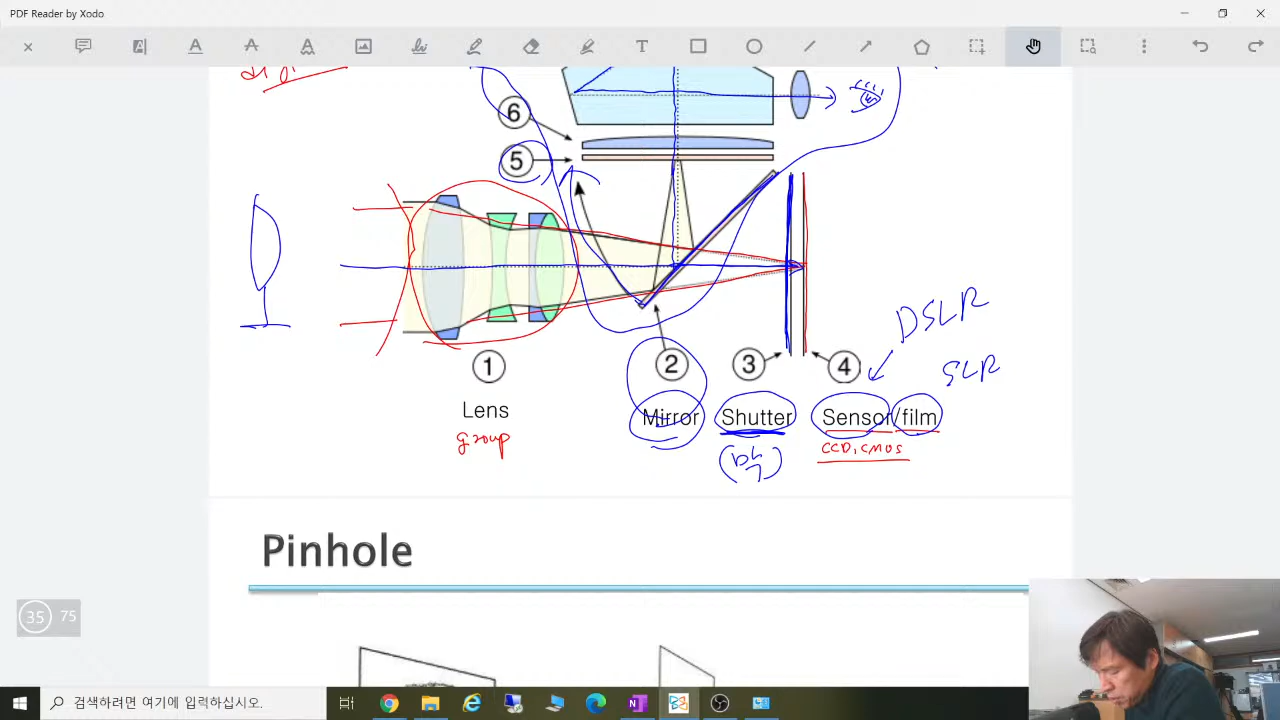 PDF Reader by Xodo
6
5
DSLR
SLR
1
2
3
4
Lens
Mirror
Shutter
Sensor/film
group
CCD, CMOS
Pinhole
35 75
검색하려면 여기에 입력하십시오.